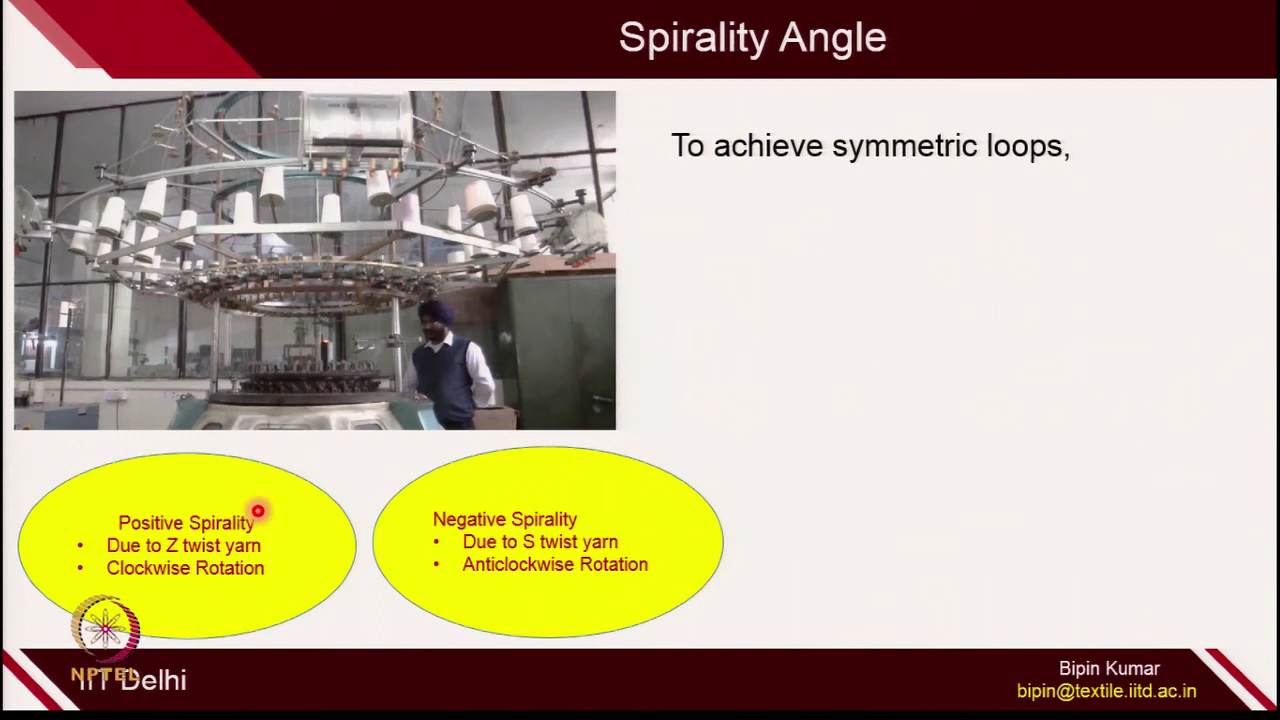 Spirality Angle
To achieve symmetric loops,
Positive Spirality
• Due to Z twist yarn
• Clockwise Rotation
Negative Spirality
• Due to S twist yarn
• Anticlockwise Rotation
NPTEL
IIT Delhi
Bipin Kumar
bipin@textile.iitd.ac.in